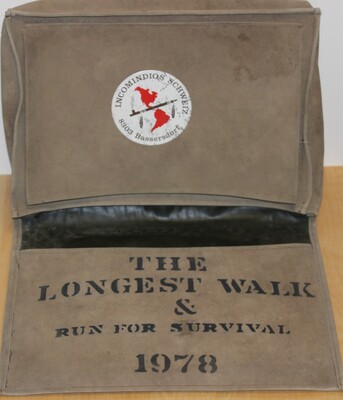 INCOMINDIOS SCHWEIZ
8303 Bassersdorf
THE
LONGEST WALK
&
RUN FOR SURVIVAL
1978